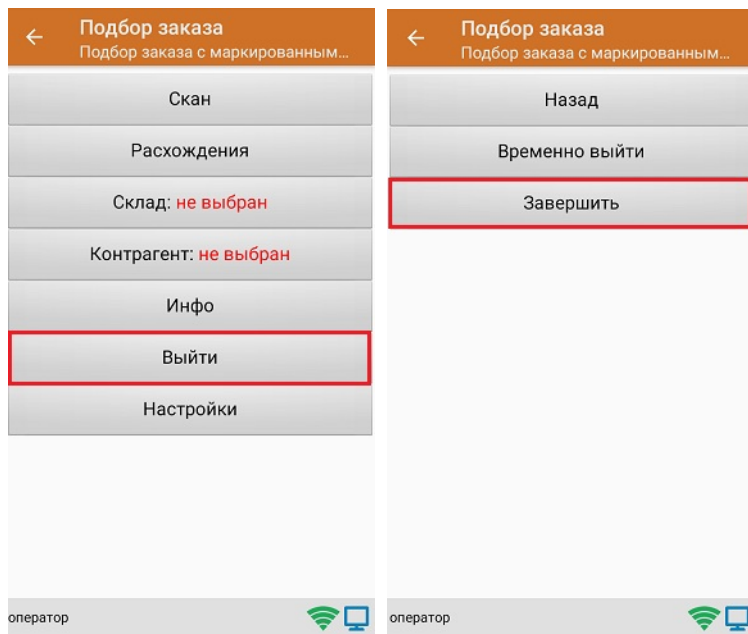 Подбор заказа
Подбор заказа с маркированным...
Скан
Расхождения
Склад: не выбран
Контрагент: не выбран
Инфо
Выйти
Настройки
оператор
Подбор заказа
Подбор заказа с маркированным...
Назад
Временно выйти
Завершить
оператор